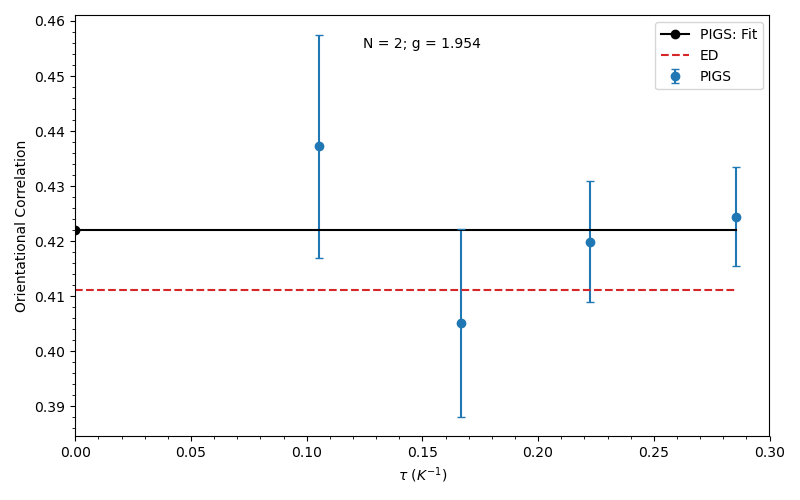 N = 2; g = 1.954
PIGS: Fit
ED
PIGS
0.46
0.45
0.44
0.43
0.42
0.41
0.40
0.39
Orientational Correlation
0.00 0.05 0.10 0.15 0.20 0.25 0.30
τ (K⁻¹)